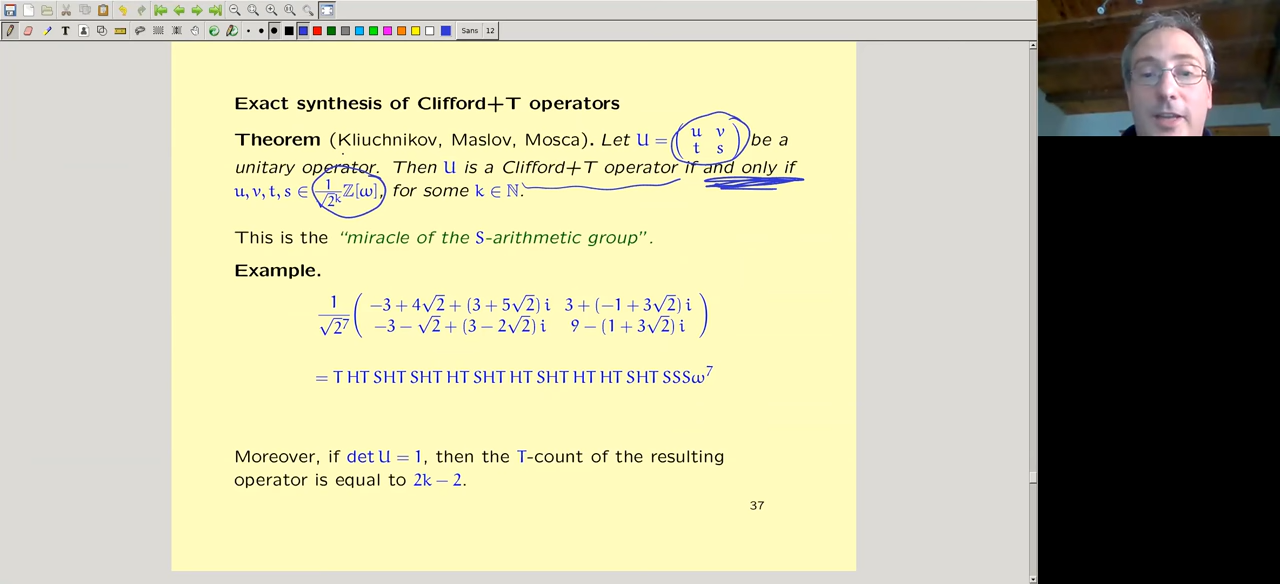 Sans 12
Exact synthesis of Clifford+T operators
Theorem (Kliuchnikov, Maslov, Mosca). Let U = ( u v ) be a
( t s )
unitary operator. Then U is a Clifford+T operator if and only if
u, v, t, s ∈ 1/√2^k ℤ[ω], for some k ∈ ℕ.
This is the “miracle of the S-arithmetic group”.
Example.
1/√2^7 ( −3 + 4√2 + (3 + 5√2) i 3 + (−1 + 3√2) i )
( −3 − √2 + (3 − 2√2) i 9 − (1 + 3√2) i )
= T HT SHT SHT HT SHT HT SHT HT HT SHT SSSω^7
Moreover, if det U = 1, then the T-count of the resulting
operator is equal to 2k − 2.
37